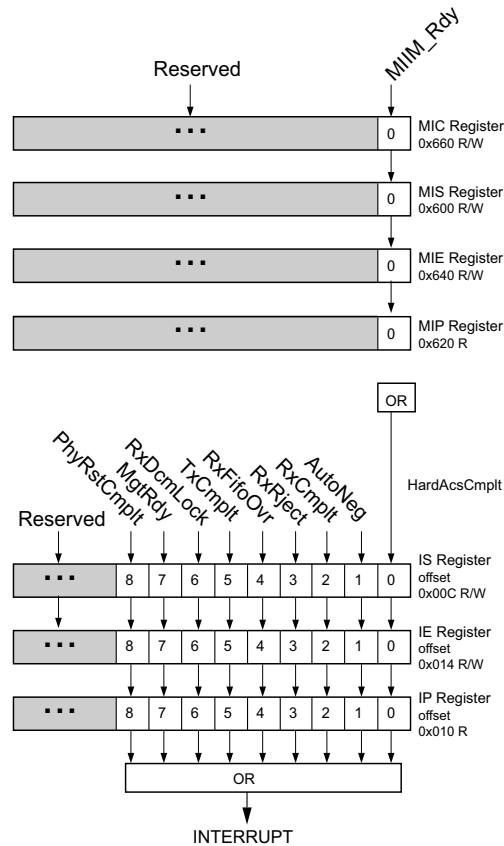 Reserved
MIIM_Rdy
▪ ▪ ▪ 0 MIC Register
0x660 R/W
▪ ▪ ▪ 0 MIS Register
0x600 R/W
▪ ▪ ▪ 0 MIE Register
0x640 R/W
▪ ▪ ▪ 0 MIP Register
0x620 R
OR
HardAcsCmplt
Reserved
PhyRstCmplt
MgtRdy
RxDcmLock
TxCmplt
RxFifoOvr
RxRject
RxCmplt
AutoNeg
▪ ▪ ▪ 8 7 6 5 4 3 2 1 0 IS Register
offset
0x00C R/W
▪ ▪ ▪ 8 7 6 5 4 3 2 1 0 IE Register
offset
0x014 R/W
▪ ▪ ▪ 8 7 6 5 4 3 2 1 0 IP Register
offset
0x010 R
OR
INTERRUPT